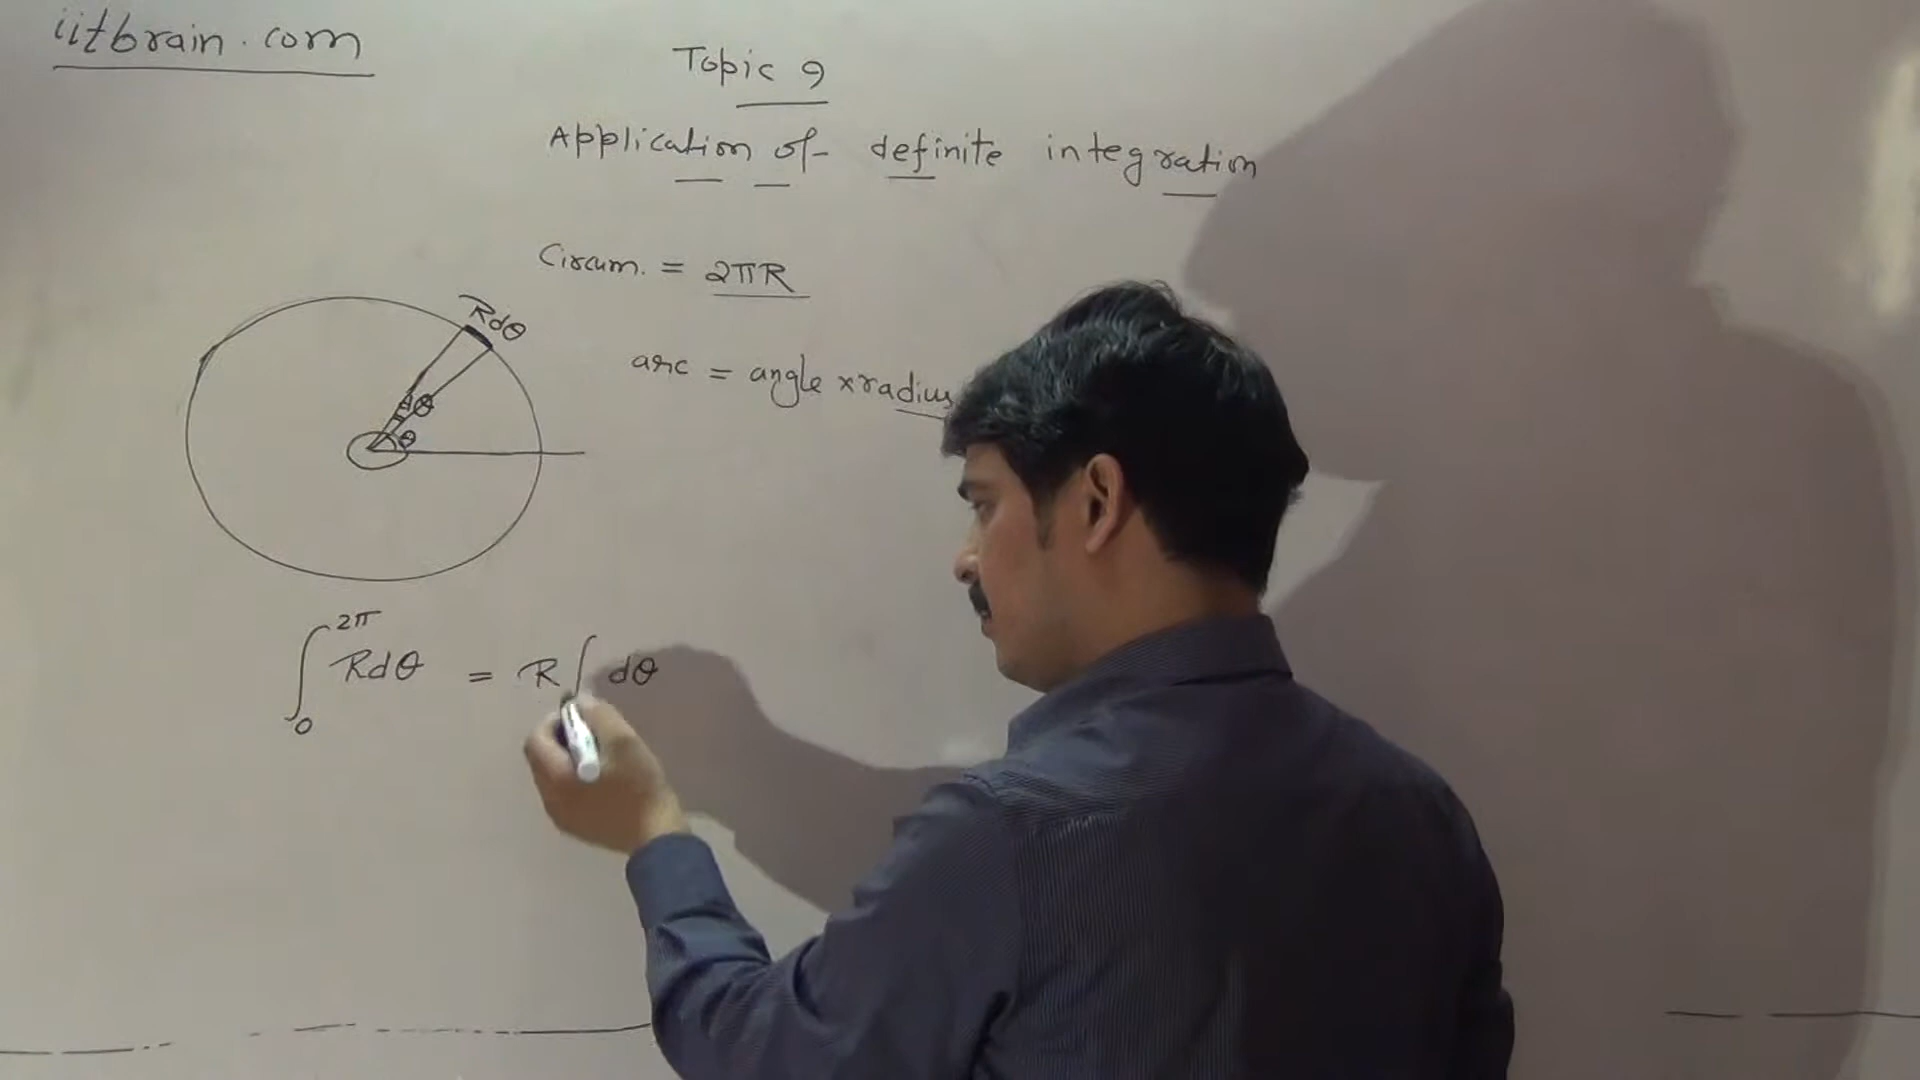 iitbrain.com
Topic 9
Application of definite integration
Circum. = 2πR
Rdθ
arc = angle × radius
dθ
θ
∫₀^2π Rdθ = R∫ dθ